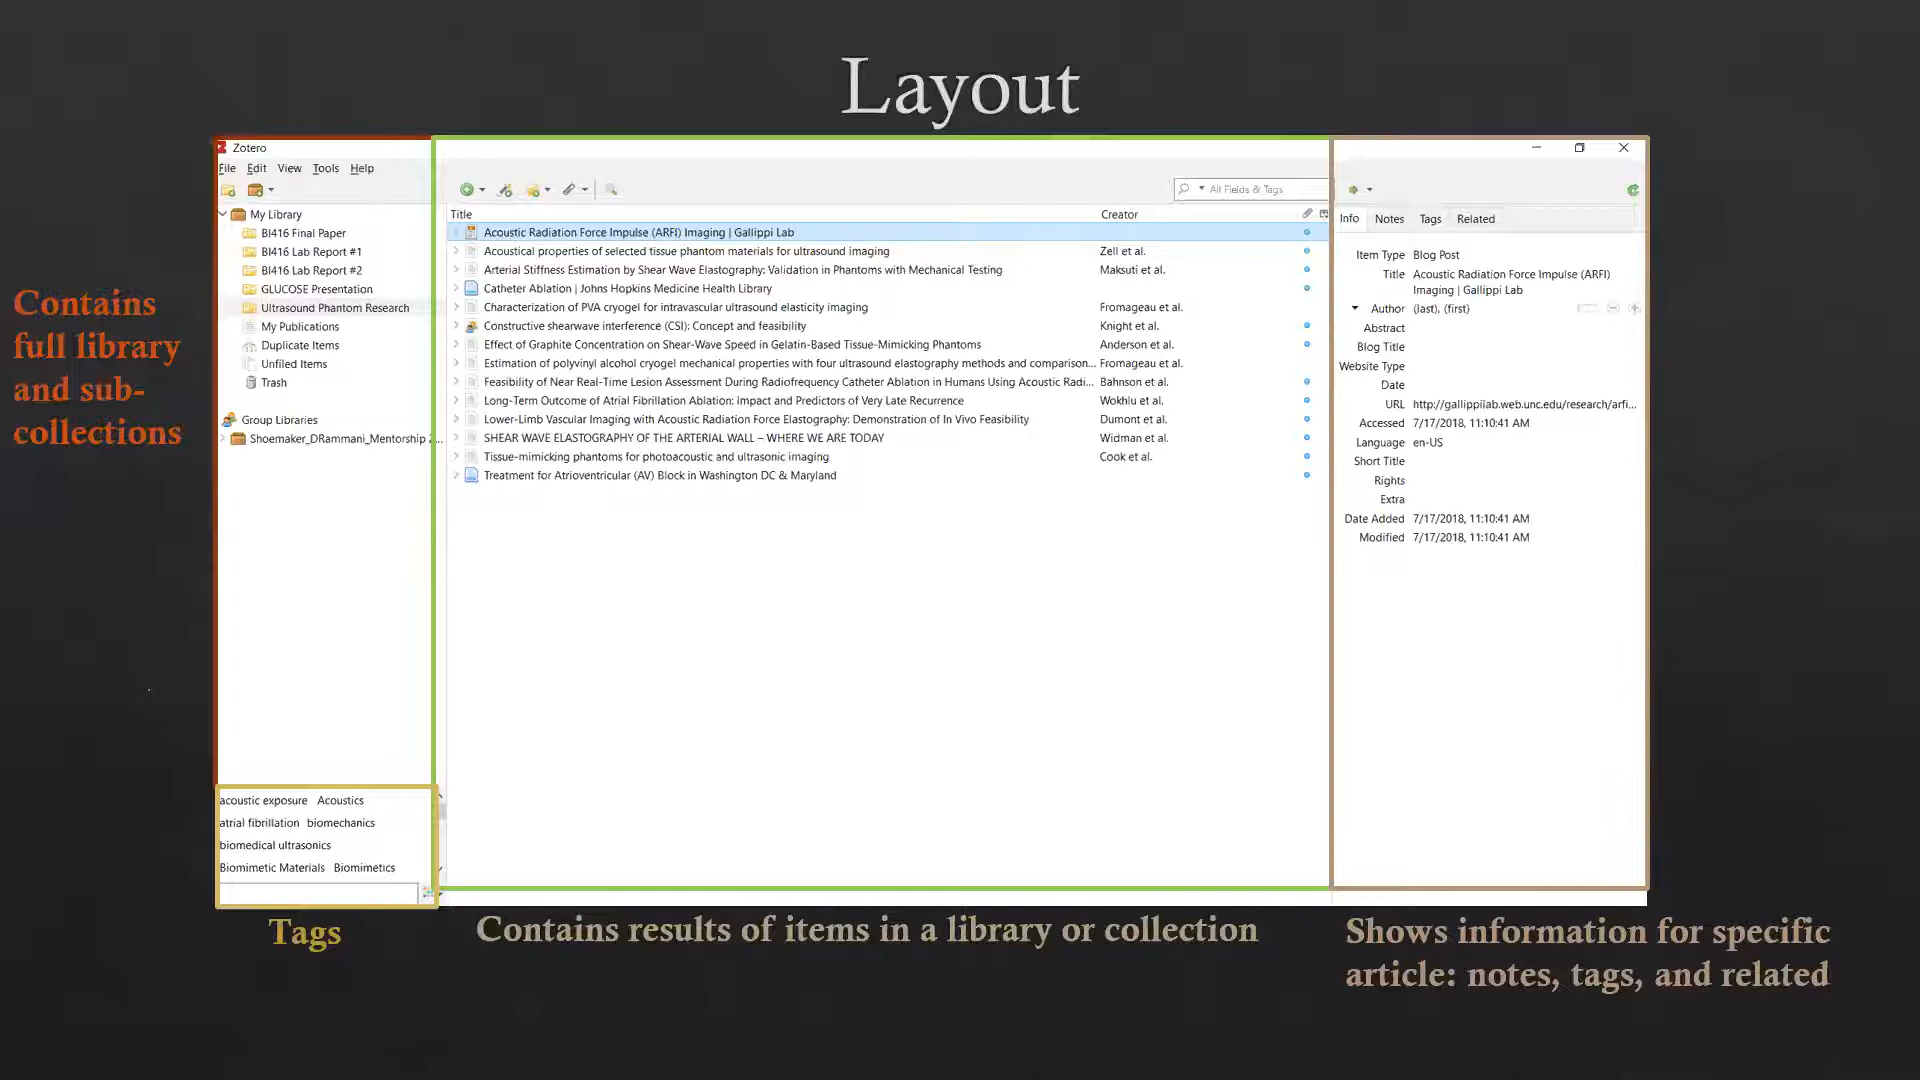 Layout
Zotero
File Edit View Tools Help
All Fields & Tags
My Library
BI416 Final Paper
BI416 Lab Report #1
BI416 Lab Report #2
GLUCOSE Presentation
Ultrasound Phantom Research
My Publications
Duplicate Items
Unfiled Items
Trash
Group Libraries
Shoemaker_DRammani_Mentorship 2...
Contains
full library
and sub-
collections
Title Creator
Acoustic Radiation Force Impulse (ARFI) Imaging | Gallippi Lab
Acoustical properties of selected tissue phantom materials for ultrasound imaging Zell et al.
Arterial Stiffness Estimation by Shear Wave Elastography: Validation in Phantoms with Mechanical Testing Maksuti et al.
Catheter Ablation | Johns Hopkins Medicine Health Library
Characterization of PVA cryogel for intravascular ultrasound elasticity imaging Fromageau et al.
Constructive shearwave interference (CSI): Concept and feasibility Knight et al.
Effect of Graphite Concentration on Shear-Wave Speed in Gelatin-Based Tissue-Mimicking Phantoms Anderson et al.
Estimation of polyvinyl alcohol cryogel mechanical properties with four ultrasound elastography methods and comparison... Fromageau et al.
Feasibility of Near Real-Time Lesion Assessment During Radiofrequency Catheter Ablation in Humans Using Acoustic Radi... Bahnson et al.
Long-Term Outcome of Atrial Fibrillation Ablation: Impact and Predictors of Very Late Recurrence Wokhlu et al.
Lower-Limb Vascular Imaging with Acoustic Radiation Force Elastography: Demonstration of In Vivo Feasibility Dumont et al.
SHEAR WAVE ELASTOGRAPHY OF THE ARTERIAL WALL – WHERE WE ARE TODAY Widman et al.
Tissue-mimicking phantoms for photoacoustic and ultrasonic imaging Cook et al.
Treatment for Atrioventricular (AV) Block in Washington DC & Maryland
Info Notes Tags Related
Item Type Blog Post
Title Acoustic Radiation Force Impulse (ARFI)
Imaging | Gallippi Lab
Author (last), (first)
Abstract
Blog Title
Website Type
Date
URL http://gallippilab.web.unc.edu/research/arfi...
Accessed 7/17/2018, 11:10:41 AM
Language en-US
Short Title
Rights
Extra
Date Added 7/17/2018, 11:10:41 AM
Modified 7/17/2018, 11:10:41 AM
acoustic exposure Acoustics
atrial fibrillation biomechanics
biomedical ultrasonics
Biomimetic Materials Biomimetics
Tags
Contains results of items in a library or collection
Shows information for specific
article: notes, tags, and related